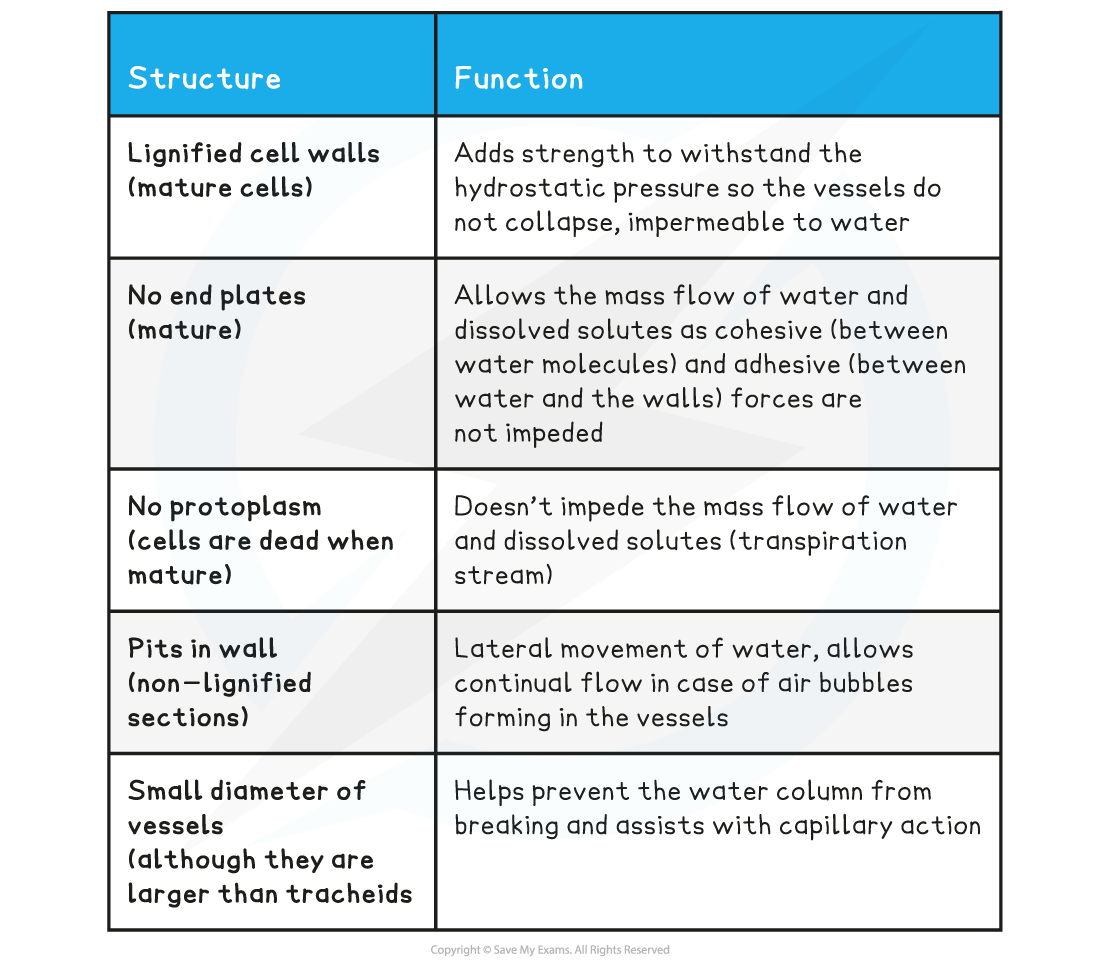 Structure
Function
Lignified cell walls
(mature cells)
Adds strength to withstand the
hydrostatic pressure so the vessels do
not collapse, impermeable to water
No end plates
(mature)
Allows the mass flow of water and
dissolved solutes as cohesive (between
water molecules) and adhesive (between
water and the walls) forces are
not impeded
No protoplasm
(cells are dead when
mature)
Doesn't impede the mass flow of water
and dissolved solutes (transpiration
stream)
Pits in wall
(non–lignified
sections)
Lateral movement of water, allows
continual flow in case of air bubbles
forming in the vessels
Small diameter of
vessels
(although they are
larger than tracheids
Helps prevent the water column from
breaking and assists with capillary action
Copyright © Save My Exams. All Rights Reserved